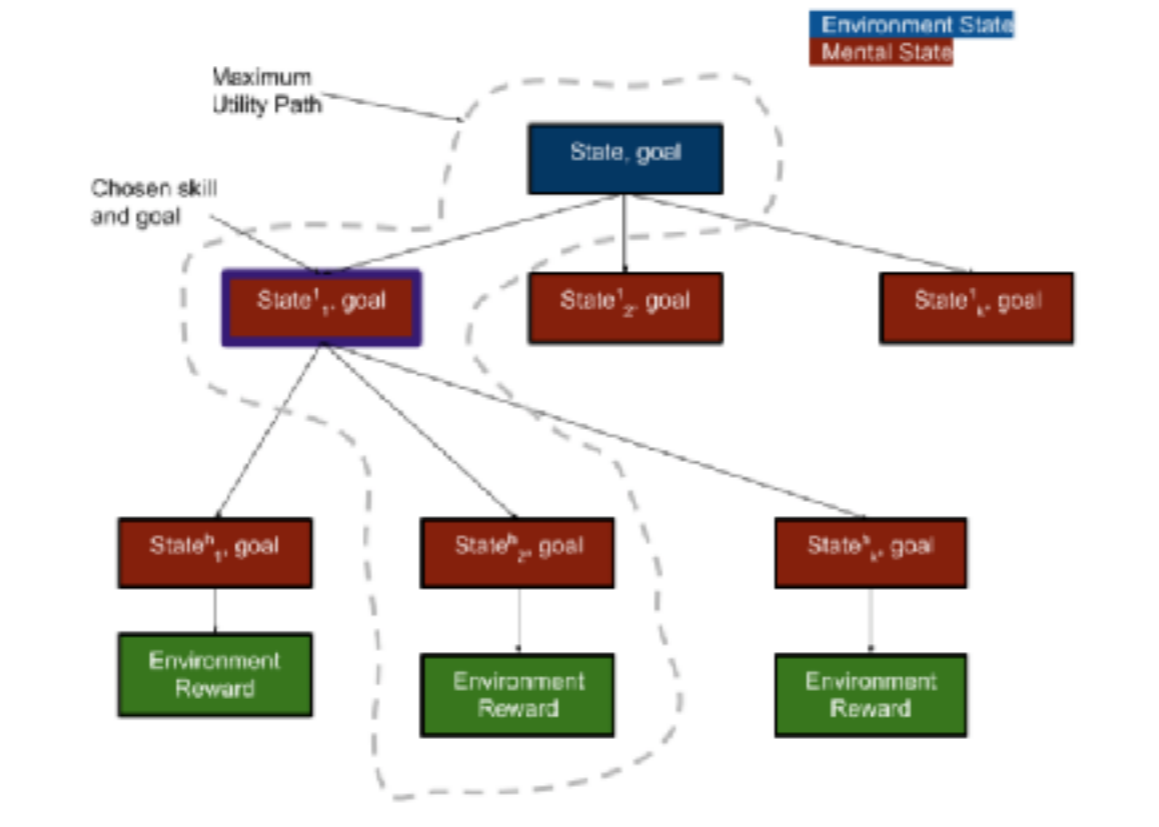 Environment State
Mental State
Maximum
Utility Path
State, goal
Chosen skill
and goal
State¹₁, goal
State¹₂, goal
State¹ₖ, goal
Stateʰ₁, goal
Stateʰ₂, goal
Stateʰₖ, goal
Environment
Reward
Environment
Reward
Environment
Reward